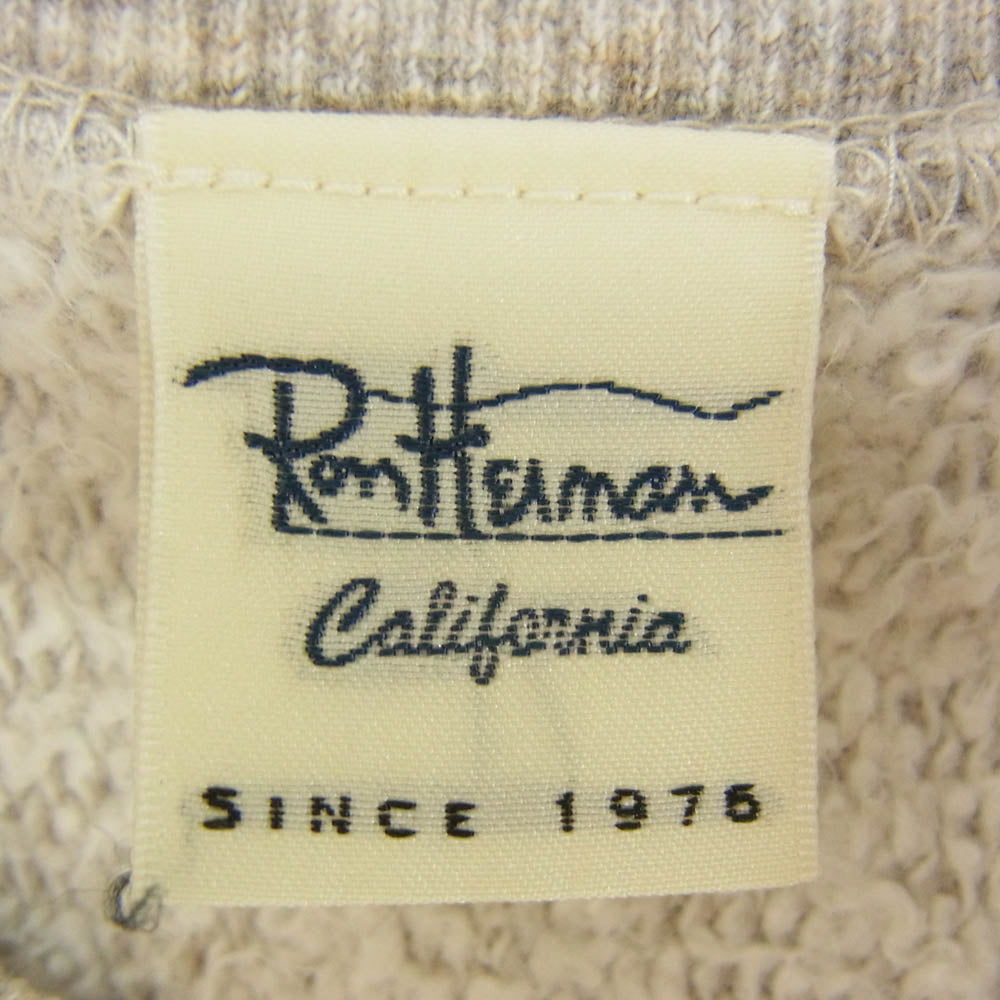 Ron Herman
California
SINCE 1976